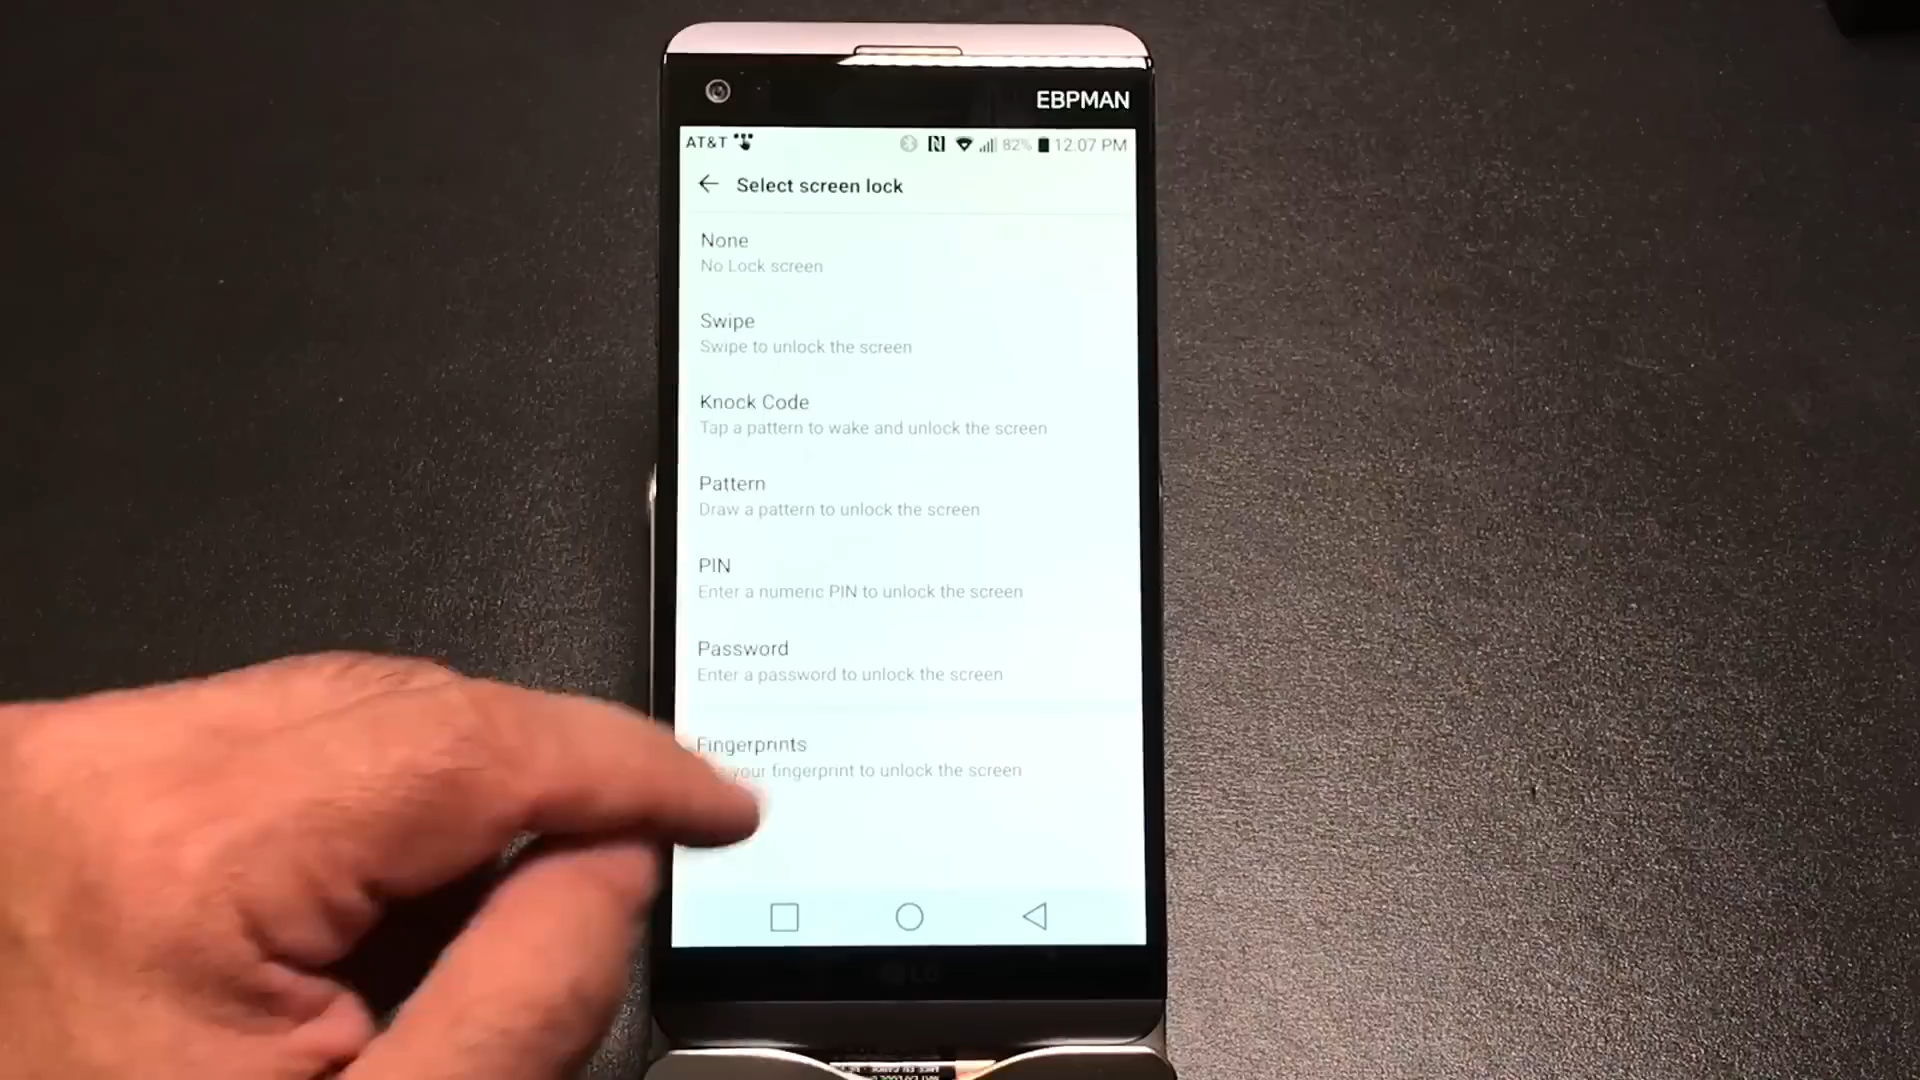 EBPMAN
AT&T 82% 12:07 PM
Select screen lock
None
No Lock screen
Swipe
Swipe to unlock the screen
Knock Code
Tap a pattern to wake and unlock the screen
Pattern
Draw a pattern to unlock the screen
PIN
Enter a numeric PIN to unlock the screen
Password
Enter a password to unlock the screen
Fingerprints
your fingerprint to unlock the screen
LG